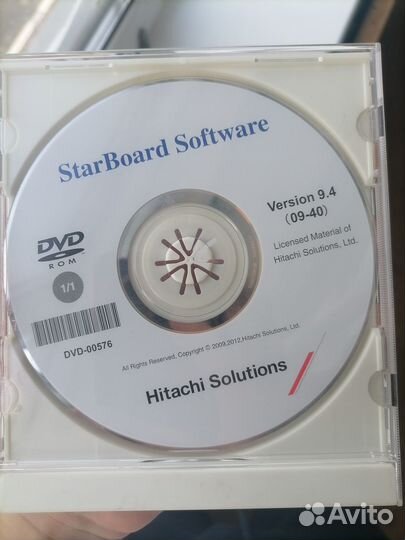 StarBoard Software
Version 9.4
(09-40)
Licensed Material of
Hitachi Solutions, Ltd.
DVD
ROM
1/1
DVD-00576
All Rights Reserved. Copyright © 2009,2012,Hitachi Solutions, Ltd.
Hitachi Solutions
Avito